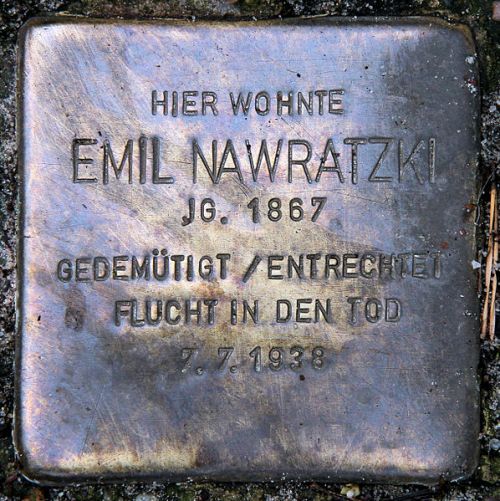 HIER WOHNTE
EMIL NAWRATZKI
JG. 1867
GEDEMÜTIGT / ENTRECHTET
FLUCHT IN DEN TOD
7. 7. 1938